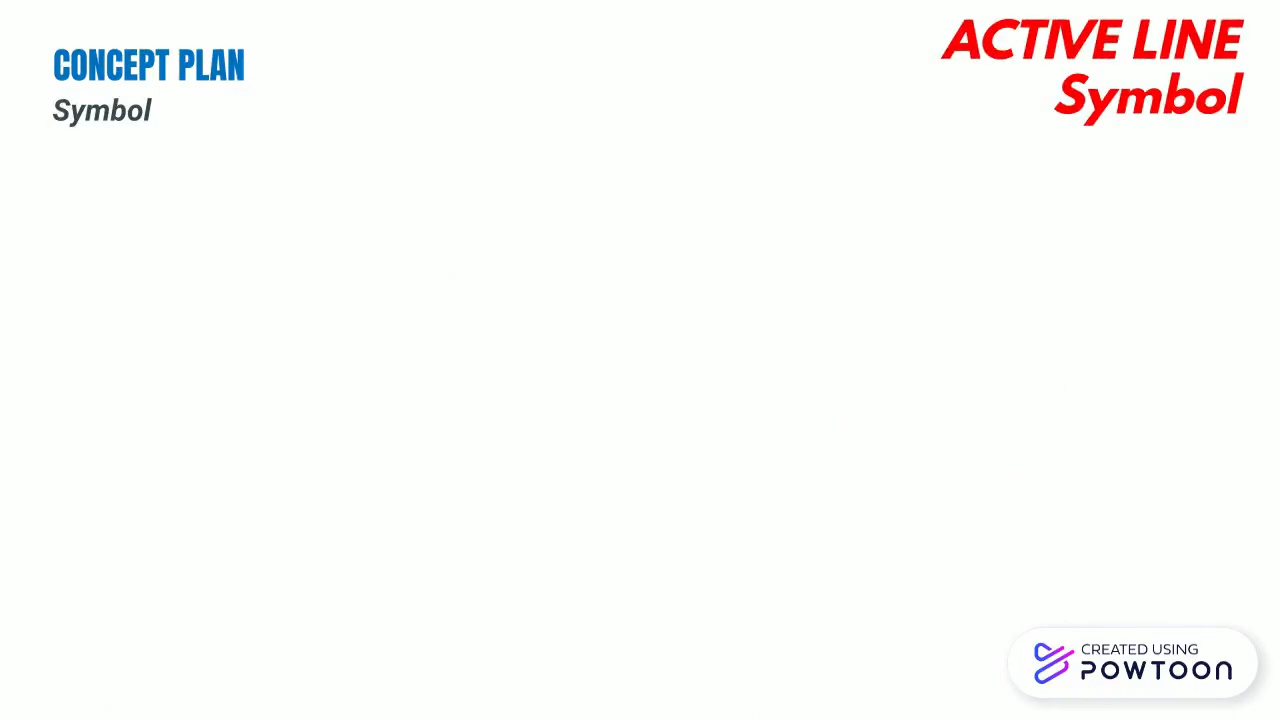 CONCEPT PLAN
Symbol
ACTIVE LINE
Symbol
CREATED USING
POWTOON